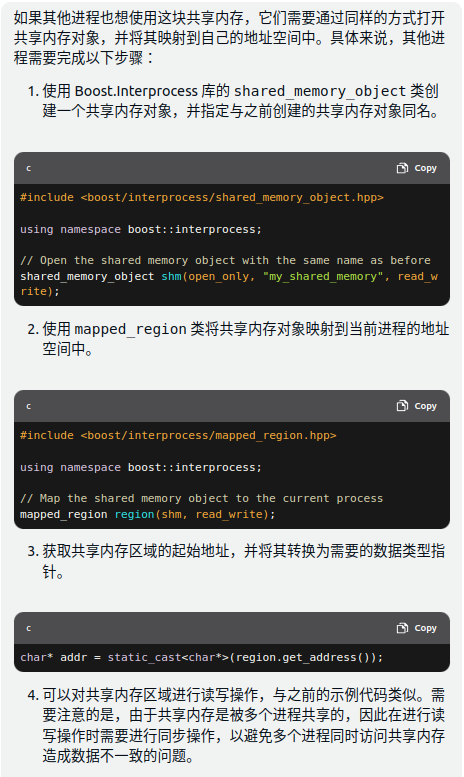 如果其他进程也想使用这块共享内存，它们需要通过同样的方式打开
共享内存对象，并将其映射到自己的地址空间中。具体来说，其他进
程需要完成以下步骤：
1. 使用 Boost.Interprocess 库的 shared_memory_object 类创
建一个共享内存对象，并指定与之前创建的共享内存对象同名。
c Copy
#include <boost/interprocess/shared_memory_object.hpp>
using namespace boost::interprocess;
// Open the shared memory object with the same name as before
shared_memory_object shm(open_only, "my_shared_memory", read_w
rite);
2. 使用 mapped_region 类将共享内存对象映射到当前进程的地址
空间中。
c Copy
#include <boost/interprocess/mapped_region.hpp>
using namespace boost::interprocess;
// Map the shared memory object to the current process
mapped_region region(shm, read_write);
3. 获取共享内存区域的起始地址，并将其转换为需要的数据类型指
针。
c Copy
char* addr = static_cast<char*>(region.get_address());
4. 可以对共享内存区域进行读写操作，与之前的示例代码类似。需
要注意的是，由于共享内存是被多个进程共享的，因此在进行读
写操作时需要进行同步操作，以避免多个进程同时访问共享内存
造成数据不一致的问题。